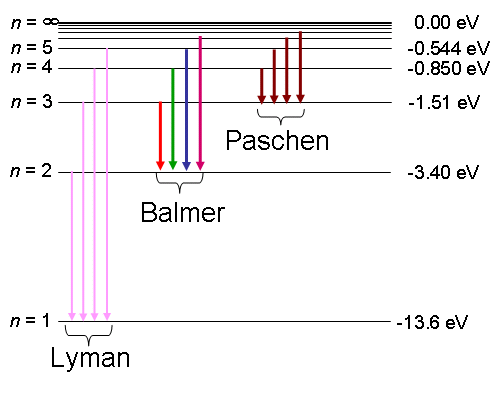 n = ∞ 0.00 eV
n = 5 -0.544 eV
n = 4 -0.850 eV
n = 3 -1.51 eV
Paschen
n = 2 -3.40 eV
Balmer
n = 1 -13.6 eV
Lyman